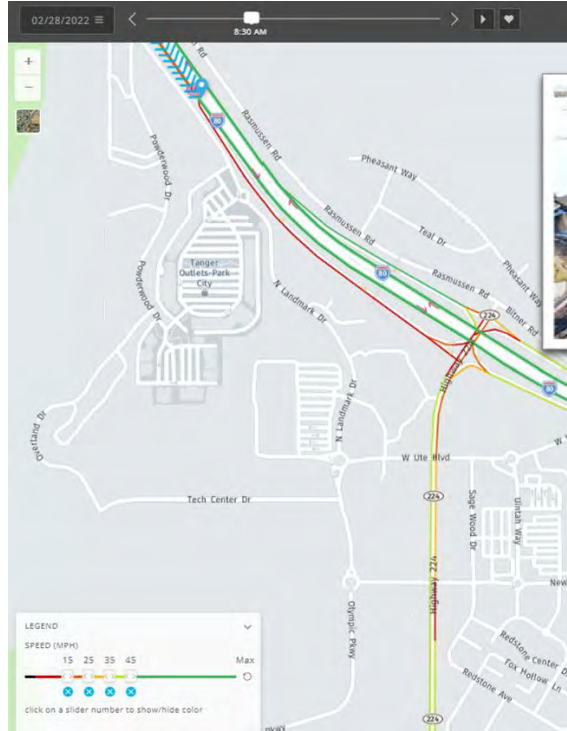 02/28/2022
8:30 AM
+
−
80
Rasmussen Rd
Powderwood Dr
Pheasant Way
Rasmussen Rd
Teal Dr
Tanger
Outlets-Park
City
80
Pheasant Way
Rasmussen Rd
Powderwood Dr
N Landmark Dr
Bitner Rd
224
Highway 224
80
N Landmark Dr
Overland Dr
W Ute Blvd
W
224
Tech Center Dr
Sage Wood Dr
Uintah Way
Highway 224
New
Olympic Pkwy
LEGEND
SPEED (MPH)
15 25 35 45 Max
click on a slider number to show/hide color
Redstone Center D
Fox Hollow Ln
Redstone Ave
224